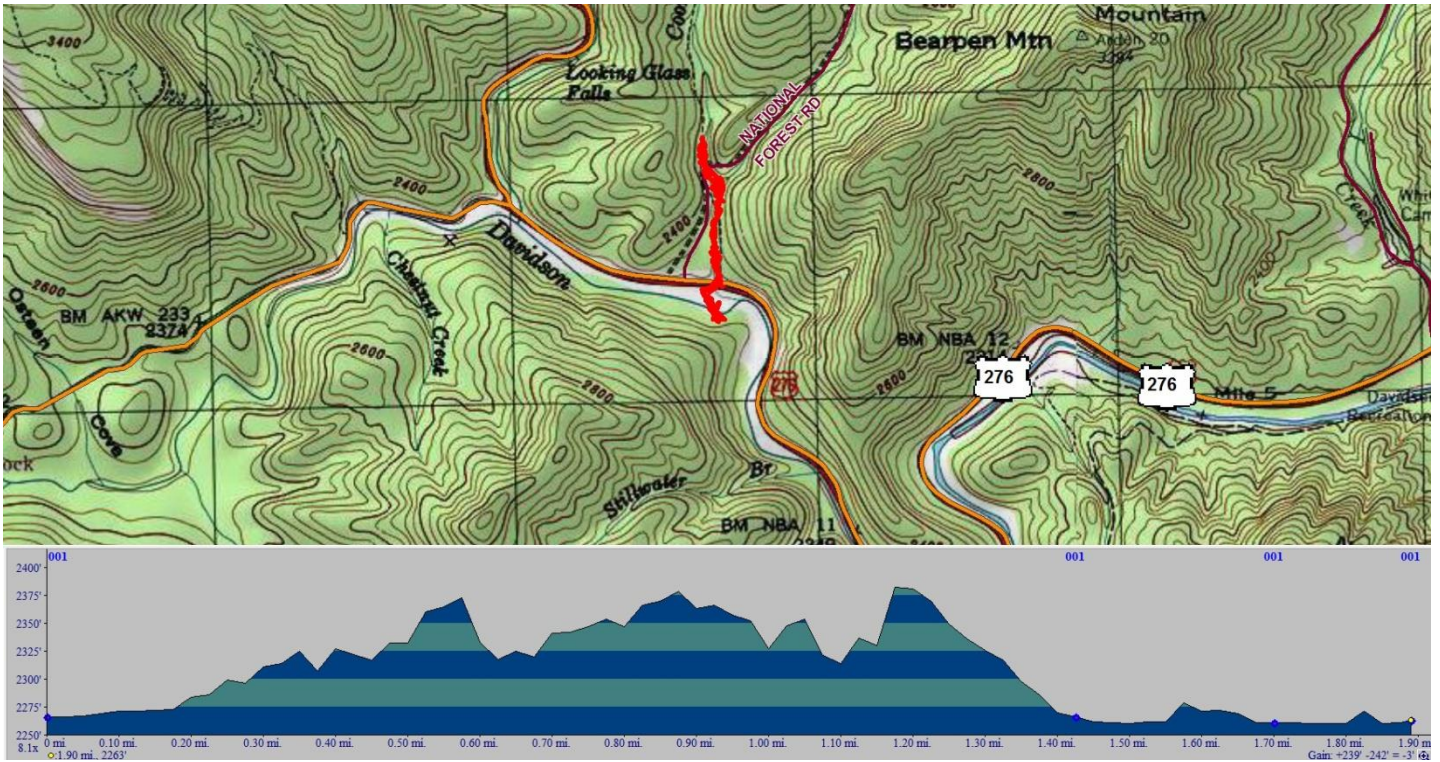 3400
Looking Glass
Falls
NATIONAL
FOREST RD
Bearpen Mtn
Mountain
Arden 20
2400
2400
Davidson
Chestnut Creek
2600
BM AKW 233
2374
Osteen
Cove
2600
2800
2800
2400
Creek
BM NBA 12
276
276
276
2600
Mile 5
Stillwater Br
BM NBA 11
2249
001
001
001
001
2400'
2375'
2350'
2325'
2300'
2275'
2250'
8.1x
0 mi
0.10 mi.
0.20 mi.
0.30 mi.
0.40 mi.
0.50 mi.
0.60 mi.
0.70 mi.
0.80 mi.
0.90 mi.
1.00 mi.
1.10 mi.
1.20 mi.
1.30 mi.
1.40 mi.
1.50 mi.
1.60 mi.
1.70 mi.
1.80 mi.
1.90 mi
:1.90 mi., 2263'
Gain: +239' -242' = -3'